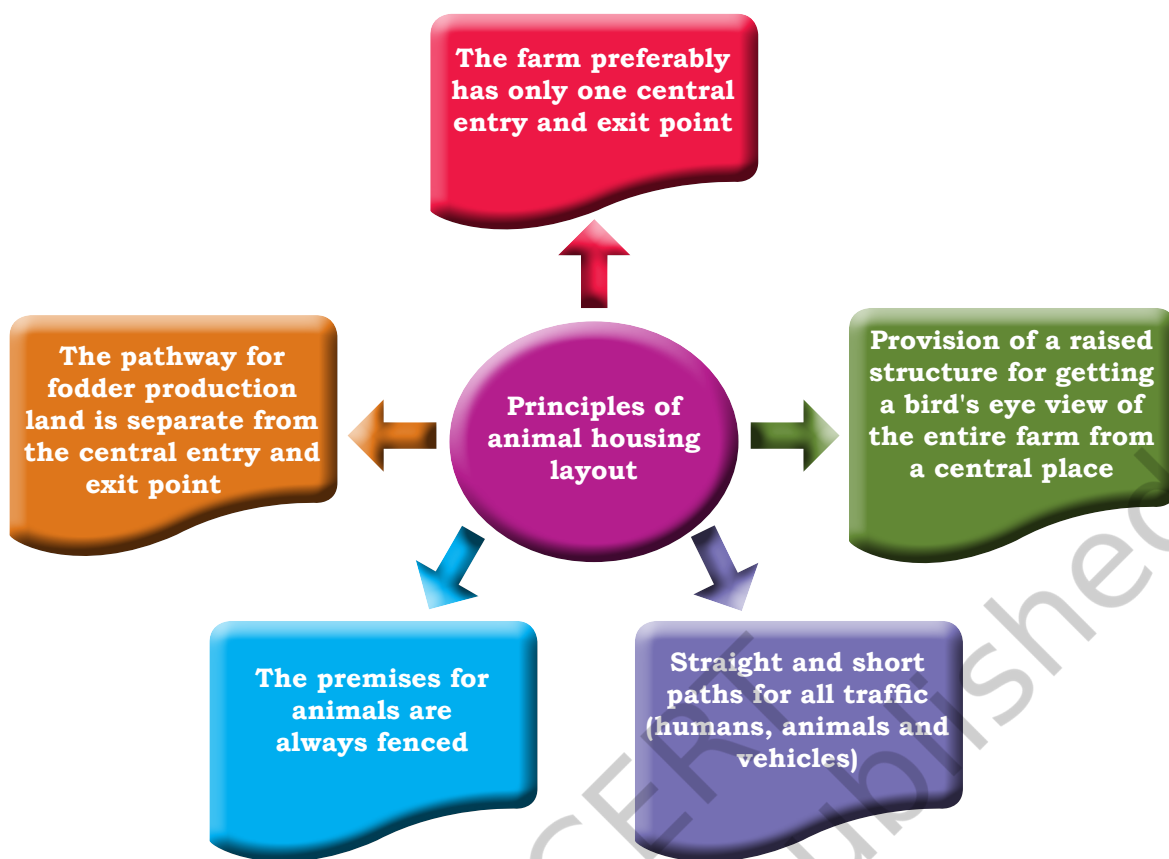 The farm preferably
has only one central
entry and exit point
The pathway for
fodder production
land is separate from
the central entry and
exit point
Principles of
animal housing
layout
Provision of a raised
structure for getting
a bird's eye view of
the entire farm from
a central place
The premises for
animals are
always fenced
Straight and short
paths for all traffic
(humans, animals and
vehicles)